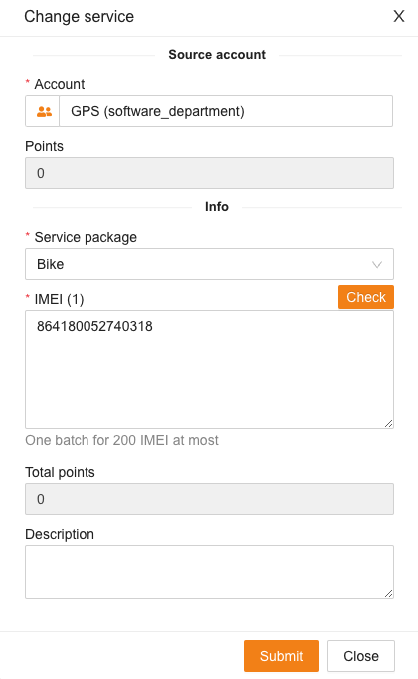 Change service X
Source account
* Account
GPS (software_department)
Points
0
Info
* Service package
Bike
* IMEI (1) Check
864180052740318
One batch for 200 IMEI at most
Total points
0
Description
Submit Close